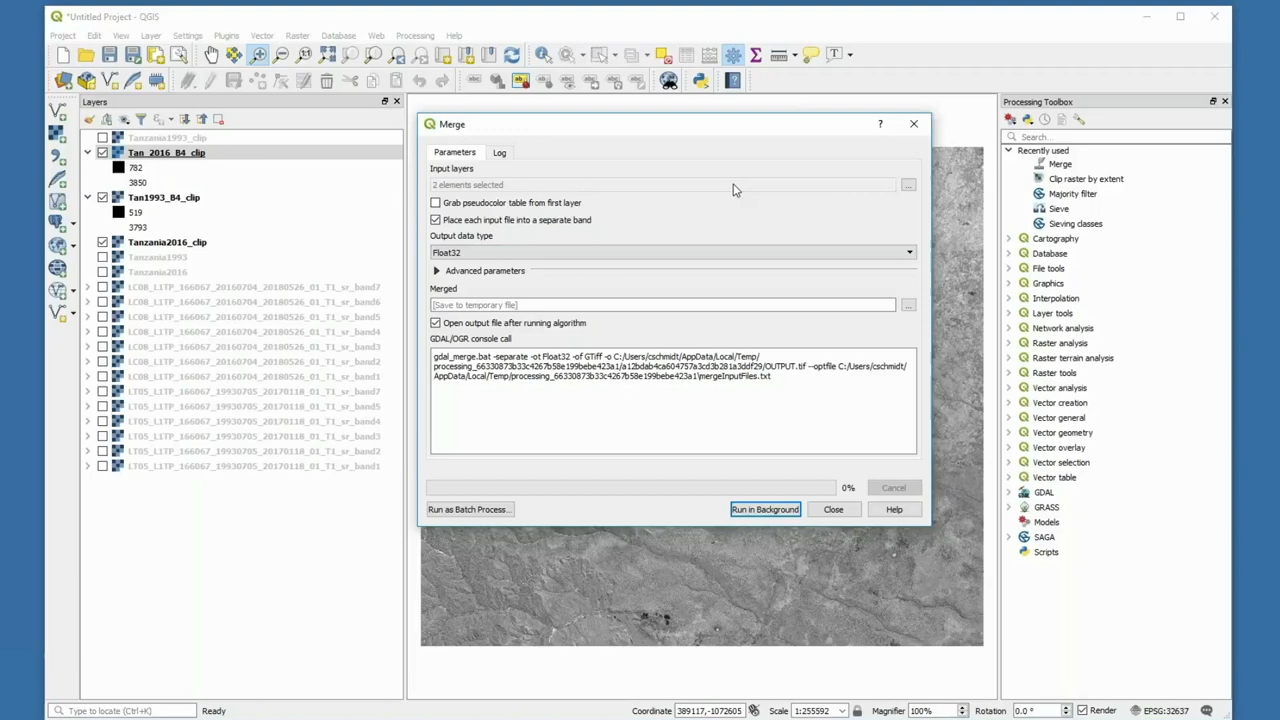 *Untitled Project - QGIS
Project Edit View Layer Settings Plugins Vector Raster Database Web Processing Help
Layers
Tanzania1993_clip
Tan_2016_B4_clip
782
3850
Tan1993_B4_clip
519
3793
Tanzania2016_clip
Tanzania1993
Tanzania2016
LC08_L1TP_166067_20160704_20180526_01_T1_sr_band7
LC08_L1TP_166067_20160704_20180526_01_T1_sr_band6
LC08_L1TP_166067_20160704_20180526_01_T1_sr_band5
LC08_L1TP_166067_20160704_20180526_01_T1_sr_band4
LC08_L1TP_166067_20160704_20180526_01_T1_sr_band3
LC08_L1TP_166067_20160704_20180526_01_T1_sr_band2
LT05_L1TP_166067_19930705_20170118_01_T1_sr_band7
LT05_L1TP_166067_19930705_20170118_01_T1_sr_band5
LT05_L1TP_166067_19930705_20170118_01_T1_sr_band4
LT05_L1TP_166067_19930705_20170118_01_T1_sr_band3
LT05_L1TP_166067_19930705_20170118_01_T1_sr_band2
LT05_L1TP_166067_19930705_20170118_01_T1_sr_band1
Merge
Parameters Log
Input layers
2 elements selected
...
Grab pseudocolor table from first layer
Place each input file into a separate band
Output data type
Float32
Advanced parameters
Merged
[Save to temporary file]
...
Open output file after running algorithm
GDAL/OGR console call
gdal_merge.bat -separate -ot Float32 -of GTiff -o C:/Users/cschmidt/AppData/Local/Temp/
processing_66330873b33c4267b58e199bebe423a1/a12bdab4ca604757a3cd3b281a3ddf29/OUTPUT.tif --optfile C:/Users/cschmidt/
AppData/Local/Temp/processing_66330873b33c4267b58e199bebe423a1\mergeInputFiles.txt
0%
Cancel
Run as Batch Process...
Run in Background
Close
Help
Processing Toolbox
Search...
Recently used
Merge
Clip raster by extent
Majority filter
Sieve
Sieving classes
Cartography
Database
File tools
Graphics
Interpolation
Layer tools
Network analysis
Raster analysis
Raster terrain analysis
Raster tools
Vector analysis
Vector creation
Vector general
Vector geometry
Vector overlay
Vector selection
Vector table
GDAL
GRASS
Models
SAGA
Scripts
Type to locate (Ctrl+K)
Ready
Coordinate 389117,-1072605
Scale 1:255592
Magnifier 100%
Rotation 0.0 °
Render
EPSG:32637